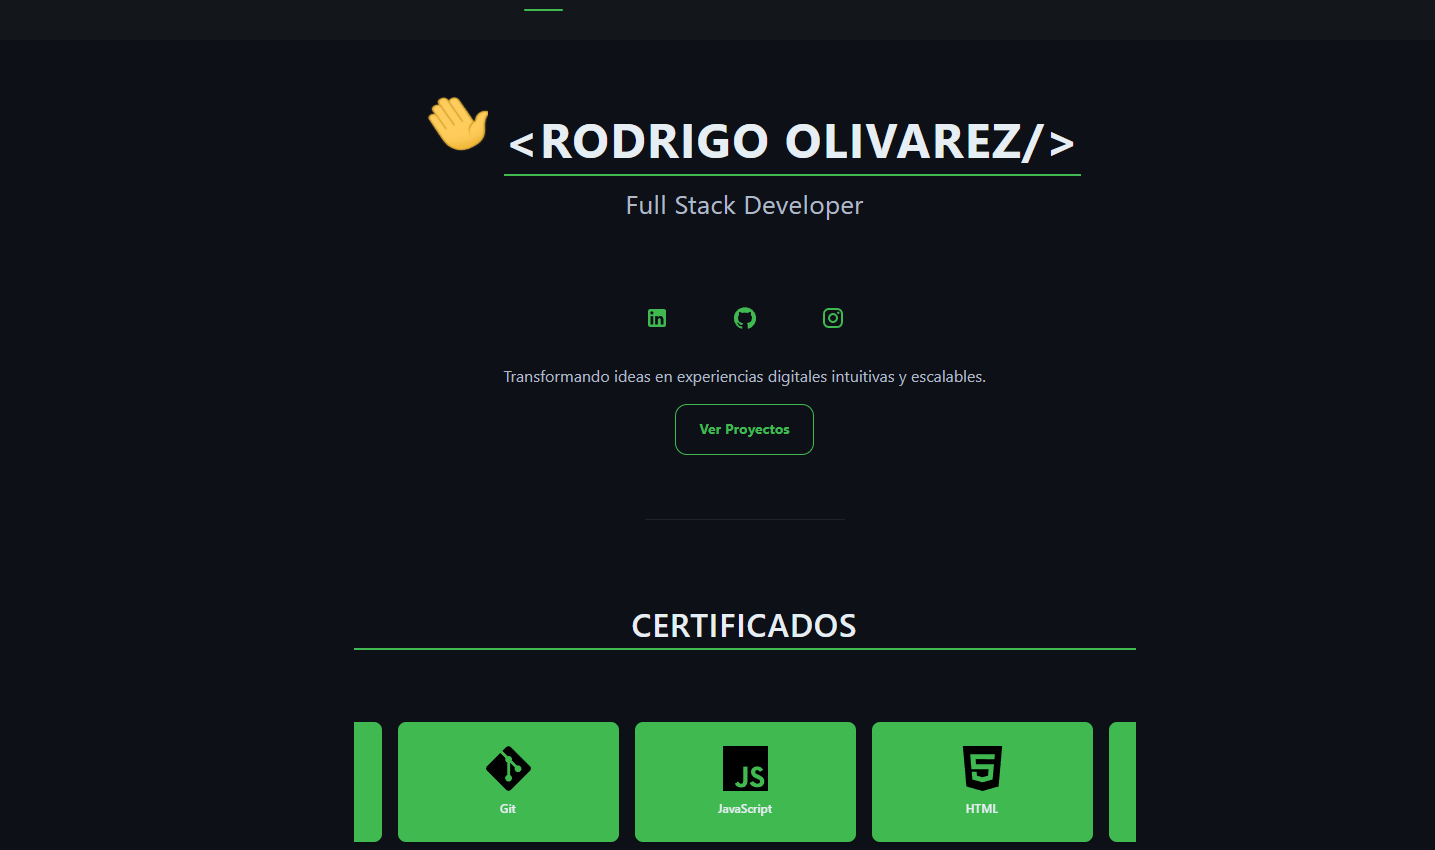 <RODRIGO OLIVAREZ/>
Full Stack Developer
in
Transformando ideas en experiencias digitales intuitivas y escalables.
Ver Proyectos
CERTIFICADOS
JS
5
Git
JavaScript
HTML